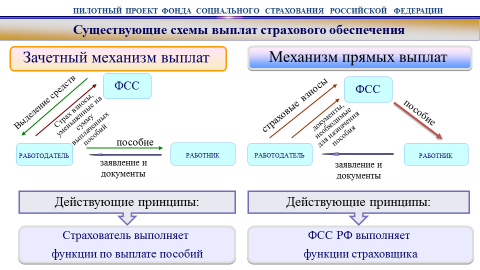 ПИЛОТНЫЙ ПРОЕКТ ФОНДА СОЦИАЛЬНОГО СТРАХОВАНИЯ РОССИЙСКОЙ ФЕДЕРАЦИИ
Существующие схемы выплат страхового обеспечения
Зачетный механизм выплат
ФСС
Выделение средств
Страх.взносы,
уменьшенные на
сумму
выплаченных
пособий
РАБОТОДАТЕЛЬ
пособие
заявление и
документы
РАБОТНИК
Действующие принципы:
Страхователь выполняет
функции по выплате пособий
Механизм прямых выплат
ФСС
страховые взносы
документы,
необходимые
для назначения
пособия
пособие
РАБОТОДАТЕЛЬ
заявление и
документы
РАБОТНИК
Действующие принципы:
ФСС РФ выполняет
функции страховщика